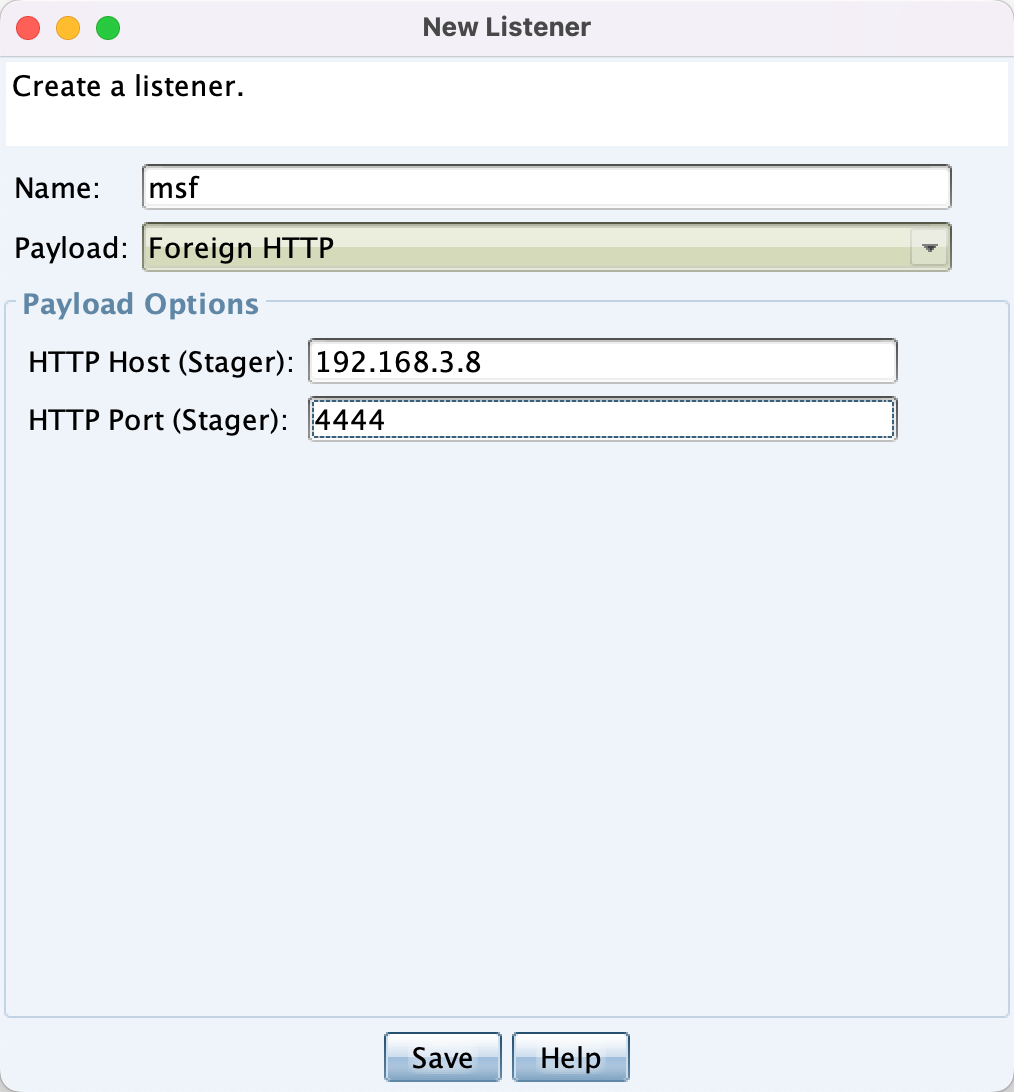 New Listener
Create a listener.
Name: msf
Payload: Foreign HTTP
Payload Options
HTTP Host (Stager): 192.168.3.8
HTTP Port (Stager): 4444
Save Help